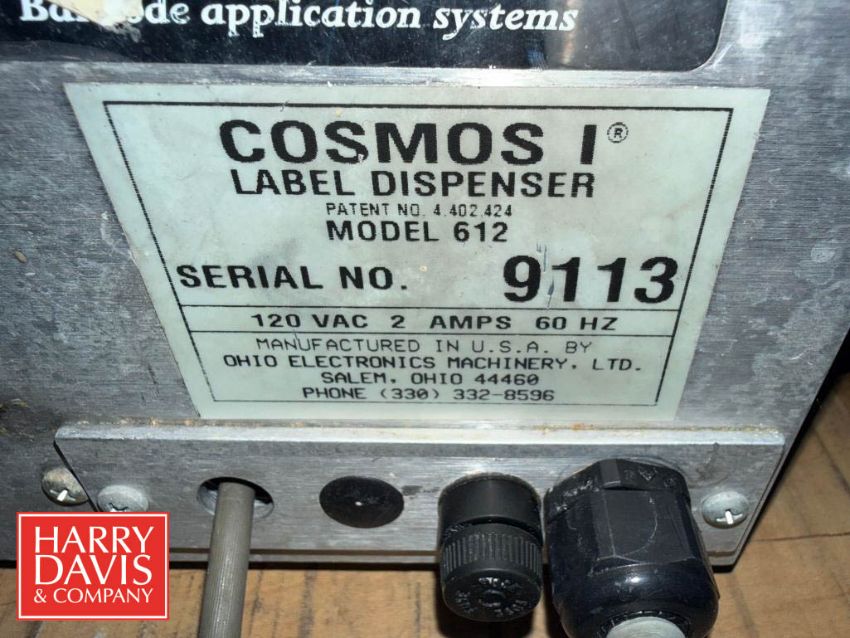 Bar Code application systems
COSMOS I®
LABEL DISPENSER
PATENT NO. 4.402.424
MODEL 612
SERIAL NO. 9113
120 VAC 2 AMPS 60 HZ
MANUFACTURED IN U.S.A. BY
OHIO ELECTRONICS MACHINERY, LTD.
SALEM, OHIO 44460
PHONE (330) 332-8596
HARRY
DAVIS
& COMPANY